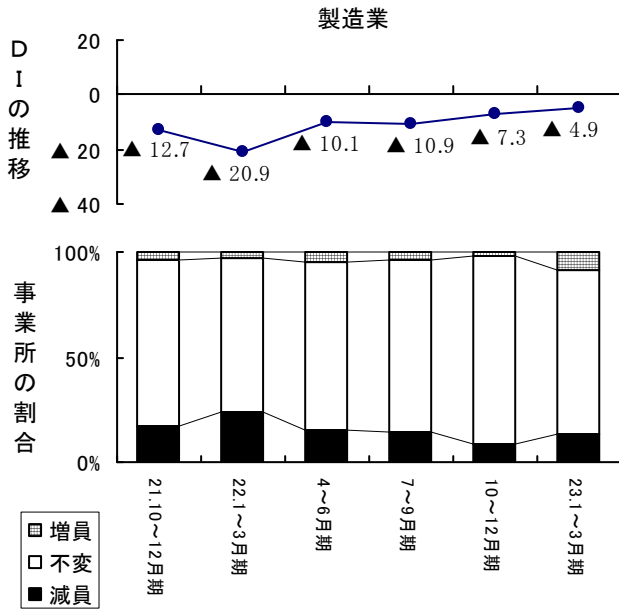 製造業
DIの推移
20
0
▲ 20
▲ 40
▲ 12.7
▲ 20.9
▲ 10.1
▲ 10.9
▲ 7.3
▲ 4.9
事業所の割合
100%
50%
0%
21.10～12月期
22.1～3月期
4～6月期
7～9月期
10～12月期
23.1～3月期
増員
不変
減員